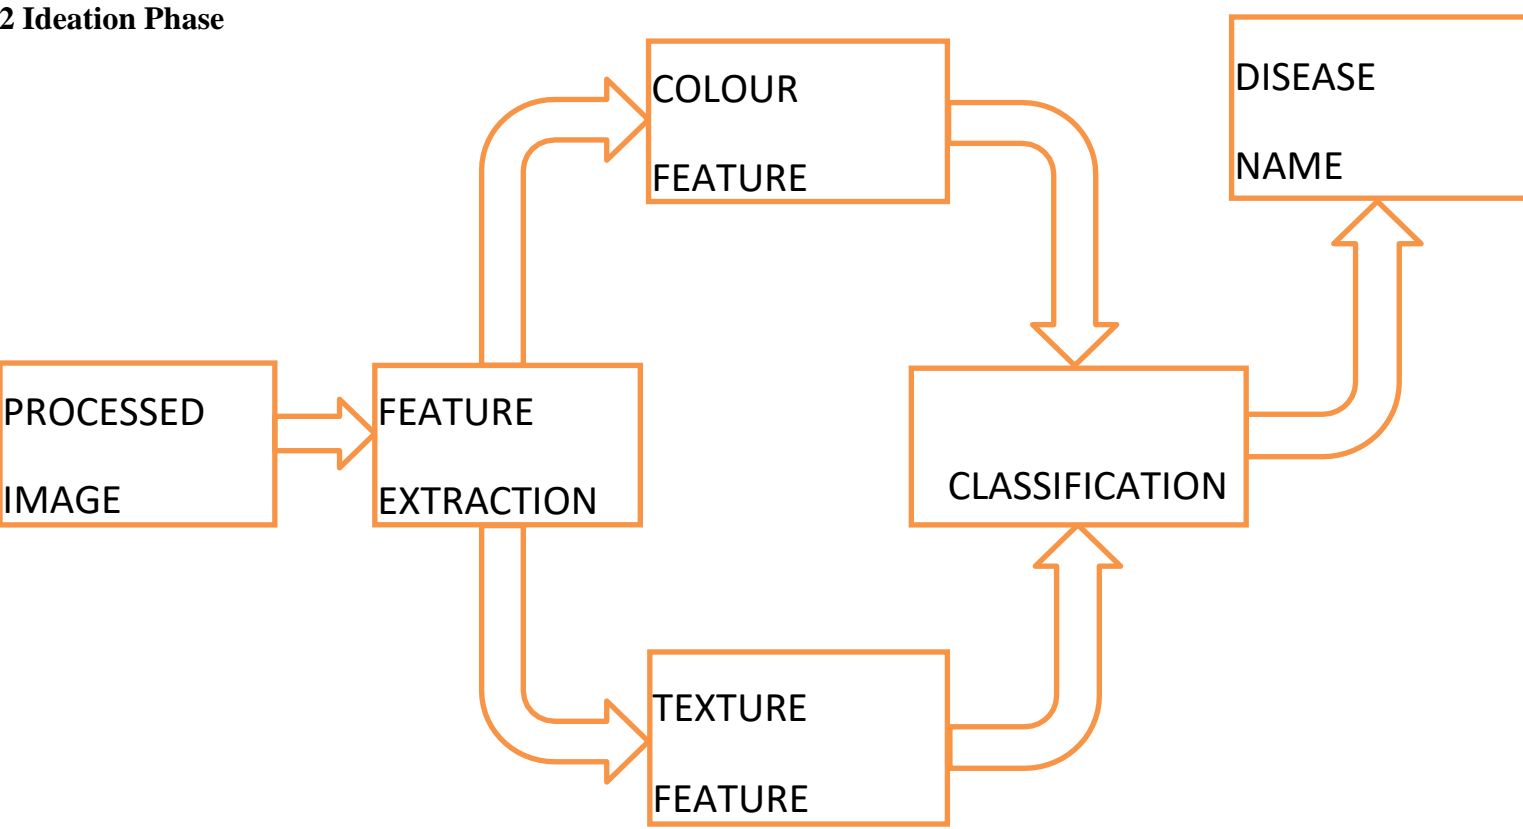 2 Ideation Phase
COLOUR
FEATURE
DISEASE
NAME
PROCESSED
IMAGE
FEATURE
EXTRACTION
CLASSIFICATION
TEXTURE
FEATURE